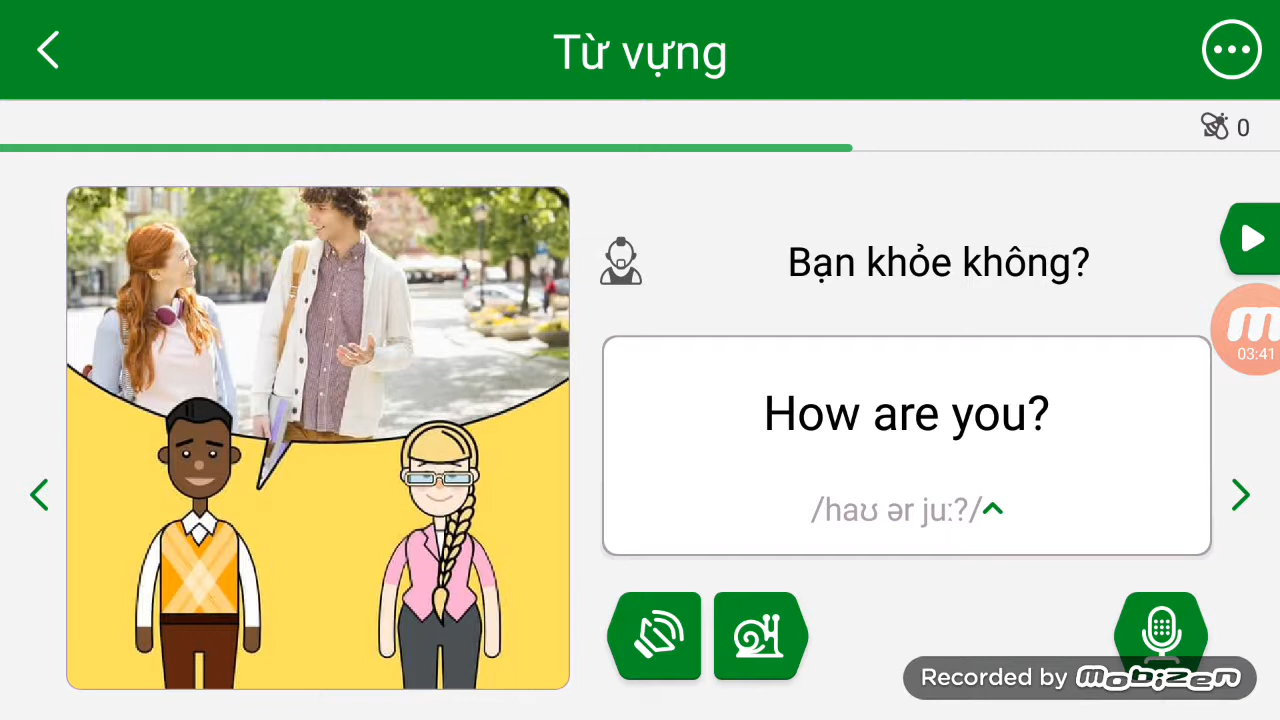 Từ vựng
0
Bạn khỏe không?
03:41
How are you?
/haʊ ər juː?/
Recorded by mobizen